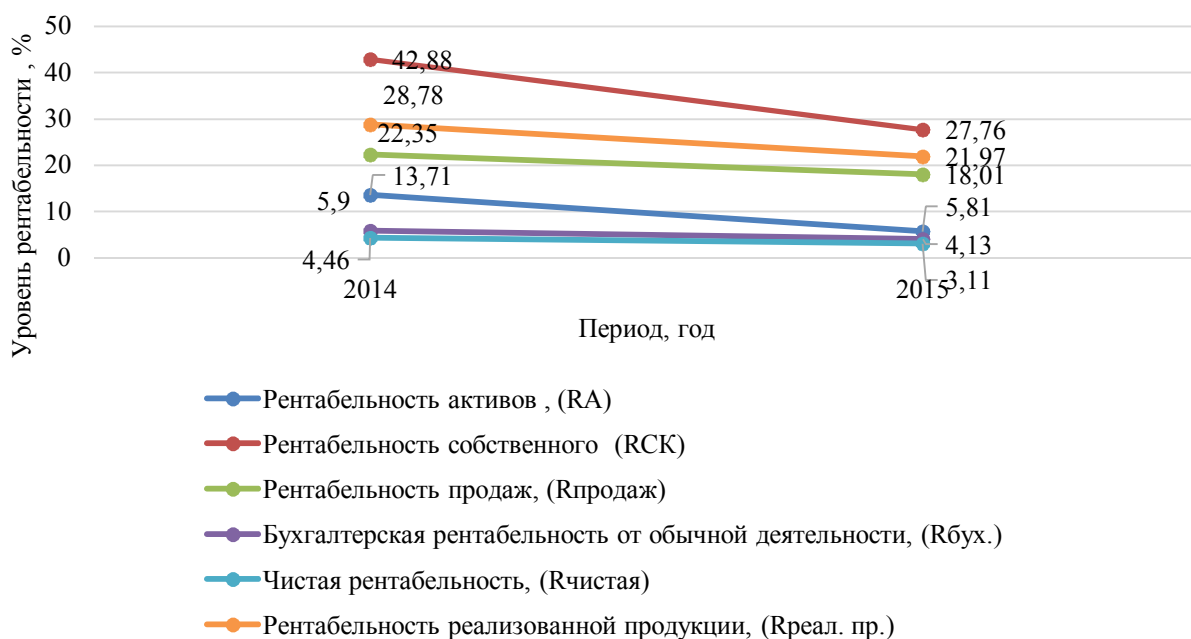 Уровень рентабельности , %
50
40
30
20
10
0
42,88
28,78
22,35
13,71
5,9
4,46
27,76
21,97
18,01
5,81
4,13
3,11
2014
2015
Период, год
Рентабельность активов , (RA)
Рентабельность собственного (RСК)
Рентабельность продаж, (Rпродаж)
Бухгалтерская рентабельность от обычной деятельности, (Rбух.)
Чистая рентабельность, (Rчистая)
Рентабельность реализованной продукции, (Rреал. пр.)